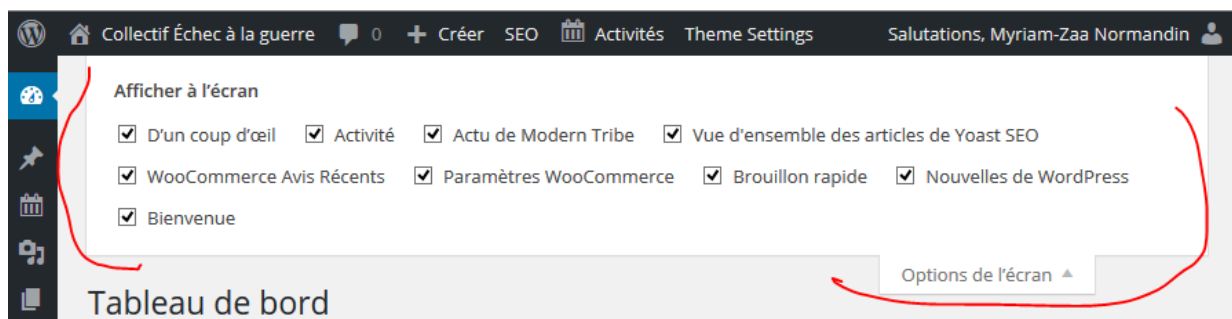 Collectif Échec à la guerre 0 Créer SEO Activités Theme Settings Salutations, Myriam-Zaa Normandin
Afficher à l'écran
D'un coup d'œil Activité Actu de Modern Tribe Vue d'ensemble des articles de Yoast SEO
WooCommerce Avis Récents Paramètres WooCommerce Brouillon rapide Nouvelles de WordPress
Bienvenue
Options de l'écran
Tableau de bord